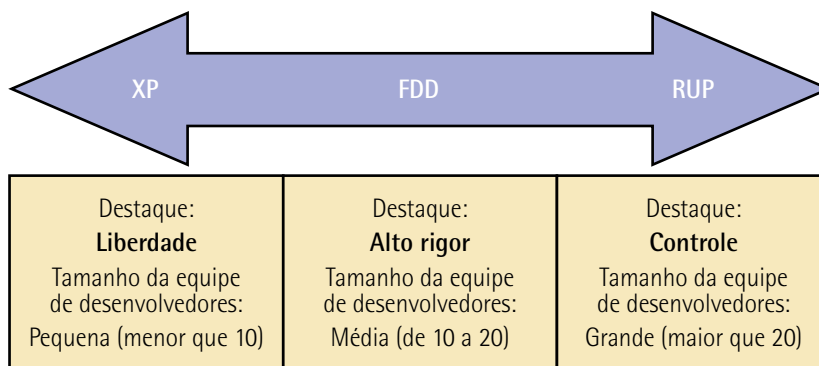 XP FDD RUP
Destaque:
Liberdade
Tamanho da equipe
de desenvolvedores:
Pequena (menor que 10)
Destaque:
Alto rigor
Tamanho da equipe
de desenvolvedores:
Média (de 10 a 20)
Destaque:
Controle
Tamanho da equipe
de desenvolvedores:
Grande (maior que 20)